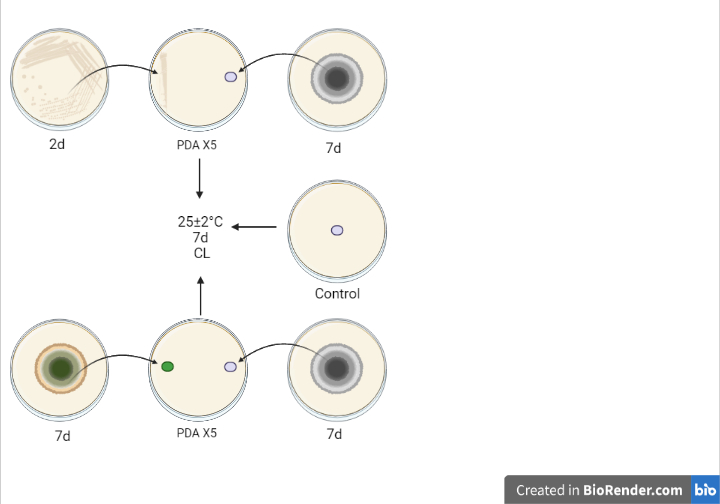 2d
PDA X5
7d
25±2°C
7d
CL
Control
7d
PDA X5
7d
Created in BioRender.com bio